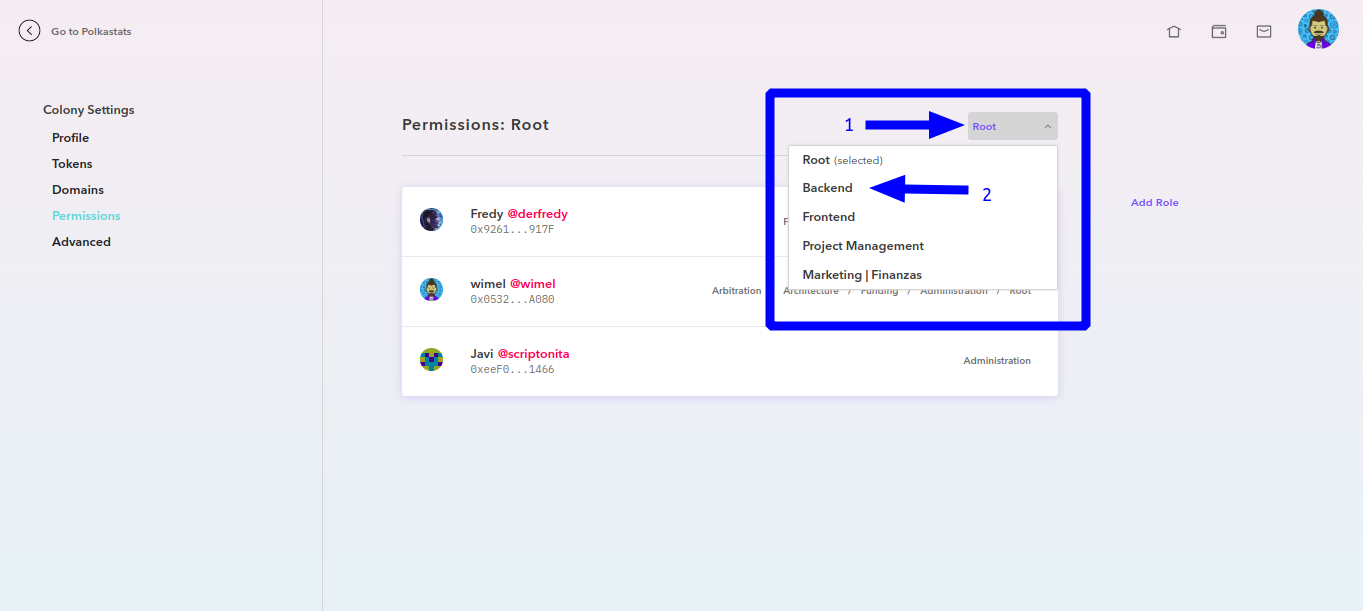 Go to Polkastats
Colony Settings
Profile
Tokens
Domains
Permissions
Advanced
Permissions: Root
1
Root
Root (selected)
Backend
2
Frontend
Project Management
Marketing | Finanzas
Add Role
Fredy @derfredy
0x9261...917F
wimel @wimel
0x0532...A080
Arbitration Architecture / Funding / Administration / Root
Javi @scriptonita
0xeeF0...1466
Administration